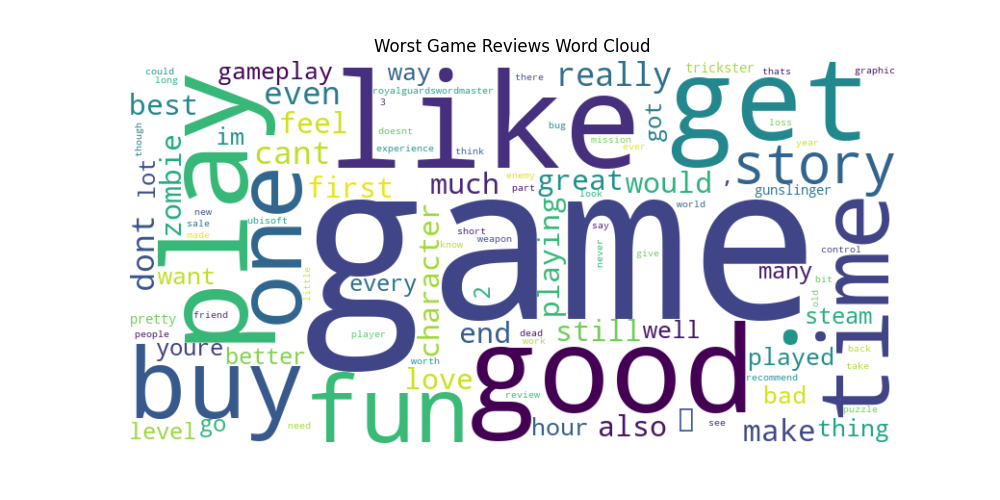 Worst Game Reviews Word Cloud
could
long
gameplay
way
there
really
trickster
thats
graphic
best
even
royalguardswordmaster
3
like
get
play
feel
im
doesnt
got
bug
mission
ever
loss
year
though
zombie
cant
experience
think
story
lot
one
first
much
enemy
part
great
would
,
gunslinger
look
world
new
sale
made
ubisoft
game
dont
want
little
know
character
short
weapon
say
playing
never
give
time
control
many
bit
old
every
2
pretty
friend
people
player
end
dead
work
still
well
.
steam
youre
better
worth
played
back
take
recommend
buy
fun
love
good
review
bad
puzzle
level
go
need
hour
also
see
make
thing